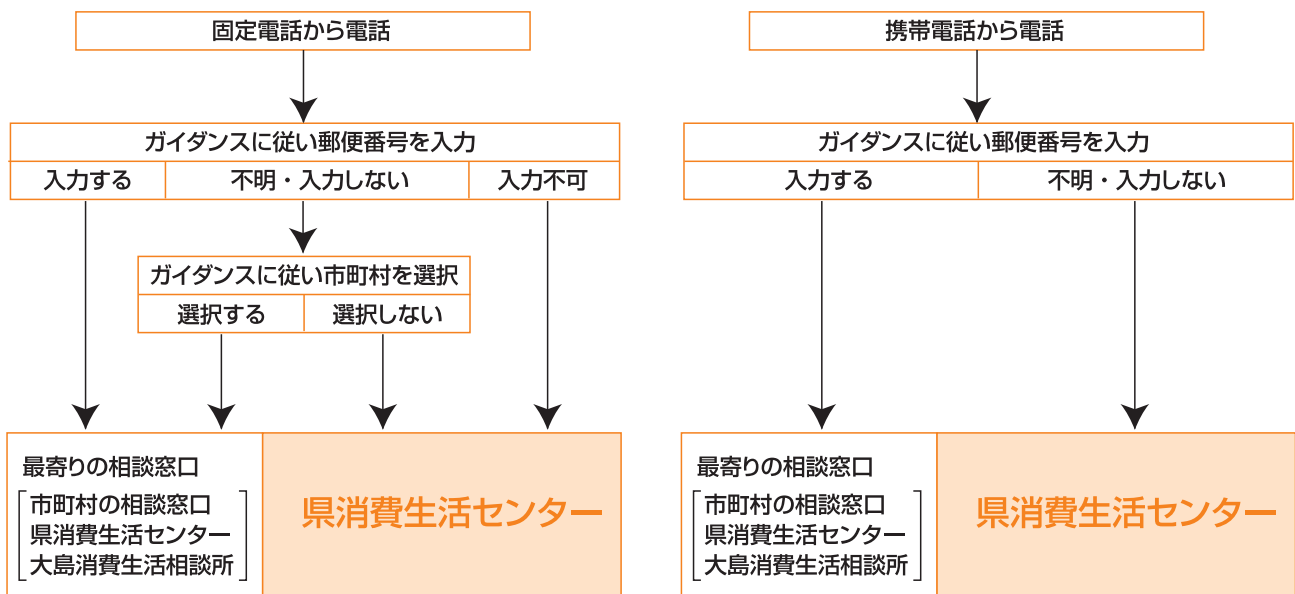 固定電話から電話
ガイダンスに従い郵便番号を入力
入力する
不明・入力しない
入力不可
ガイダンスに従い市町村を選択
選択する
選択しない
最寄りの相談窓口
市町村の相談窓口
県消費生活センター
大島消費生活相談所
県消費生活センター
携帯電話から電話
ガイダンスに従い郵便番号を入力
入力する
不明・入力しない
最寄りの相談窓口
市町村の相談窓口
県消費生活センター
大島消費生活相談所
県消費生活センター